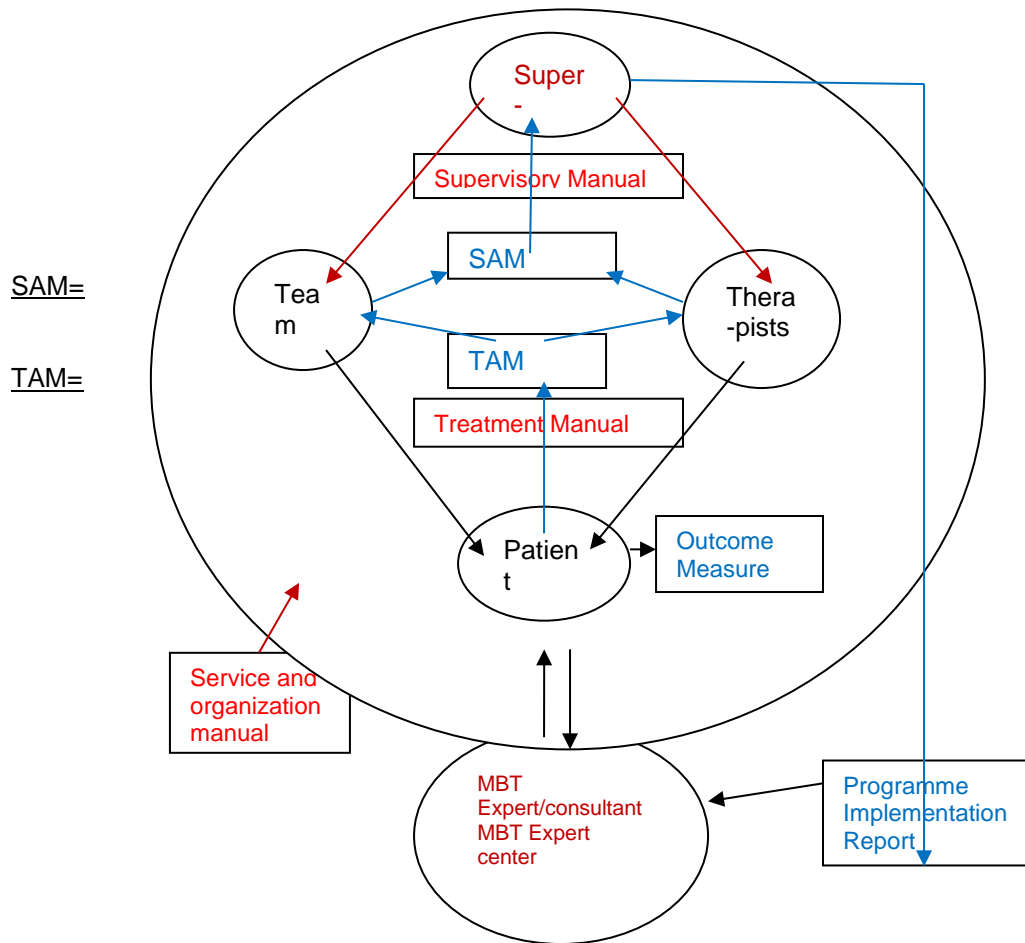 Super
-
Supervisory Manual
SAM
SAM=
Tea
m
Thera
-pists
TAM
TAM=
Treatment Manual
Patien
t
Outcome
Measure
Service and
organization
manual
MBT
Expert/consultant
MBT Expert
center
Programme
Implementation
Report